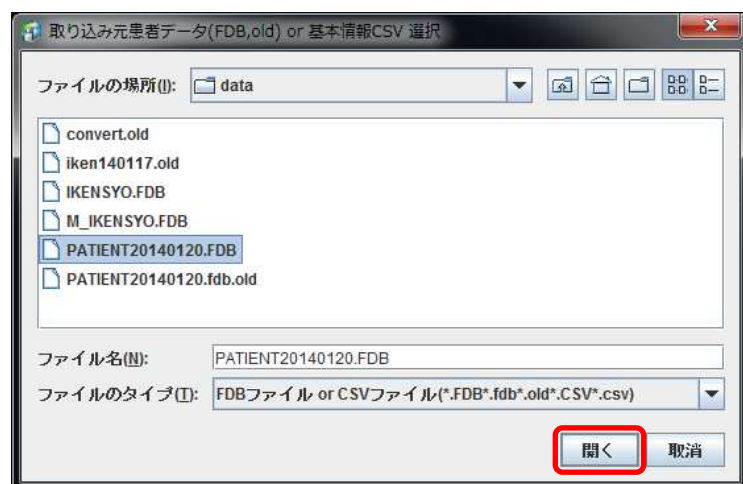 取り込み元患者データ(FDB,old) or 基本情報CSV 選択
ファイルの場所(I): data
convert.old
iken140117.old
IKENSYO.FDB
M_IKENSYO.FDB
PATIENT20140120.FDB
PATIENT20140120.fdb.old
ファイル名(N): PATIENT20140120.FDB
ファイルのタイプ(T): FDBファイル or CSVファイル(*.FDB*.fdb*.old*.CSV*.csv)
開く 取消